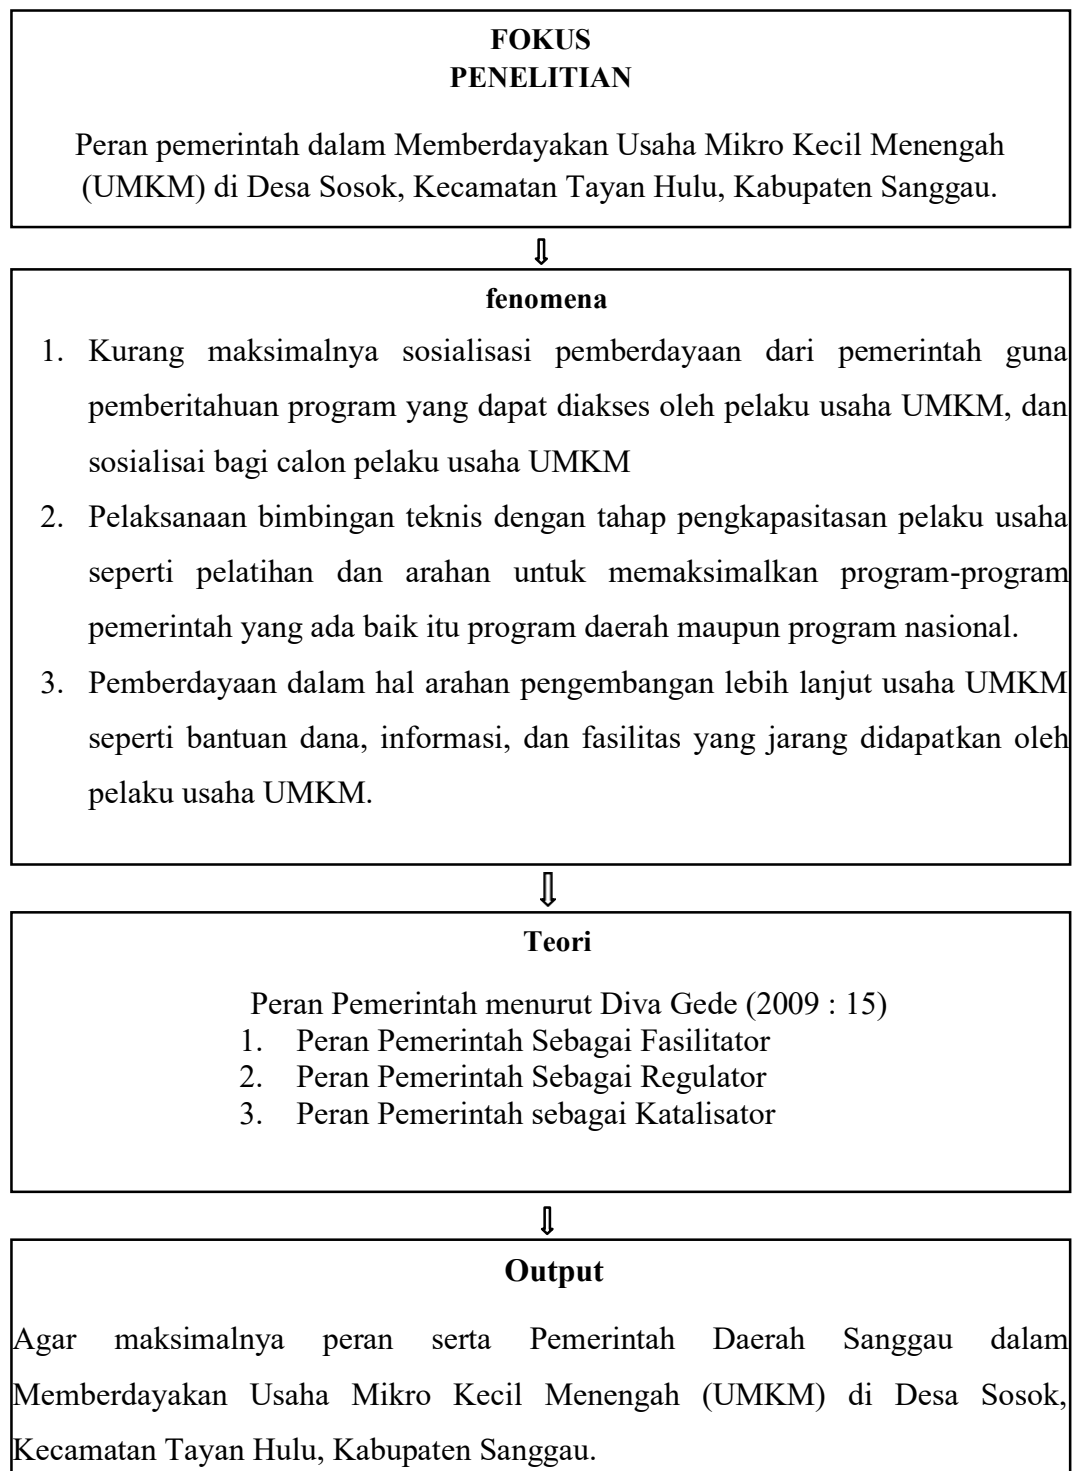 FOKUS
PENELITIAN
Peran pemerintah dalam Memberdayakan Usaha Mikro Kecil Menengah
(UMKM) di Desa Sosok, Kecamatan Tayan Hulu, Kabupaten Sanggau.
fenomena
1. Kurang maksimalnya sosialisasi pemberdayaan dari pemerintah guna
pemberitahuan program yang dapat diakses oleh pelaku usaha UMKM, dan
sosialisai bagi calon pelaku usaha UMKM
2. Pelaksanaan bimbingan teknis dengan tahap pengkapasitasan pelaku usaha
seperti pelatihan dan arahan untuk memaksimalkan program-program
pemerintah yang ada baik itu program daerah maupun program nasional.
3. Pemberdayaan dalam hal arahan pengembangan lebih lanjut usaha UMKM
seperti bantuan dana, informasi, dan fasilitas yang jarang didapatkan oleh
pelaku usaha UMKM.
Teori
Peran Pemerintah menurut Diva Gede (2009 : 15)
1. Peran Pemerintah Sebagai Fasilitator
2. Peran Pemerintah Sebagai Regulator
3. Peran Pemerintah sebagai Katalisator
Output
Agar maksimalnya peran serta Pemerintah Daerah Sanggau dalam
Memberdayakan Usaha Mikro Kecil Menengah (UMKM) di Desa Sosok,
Kecamatan Tayan Hulu, Kabupaten Sanggau.